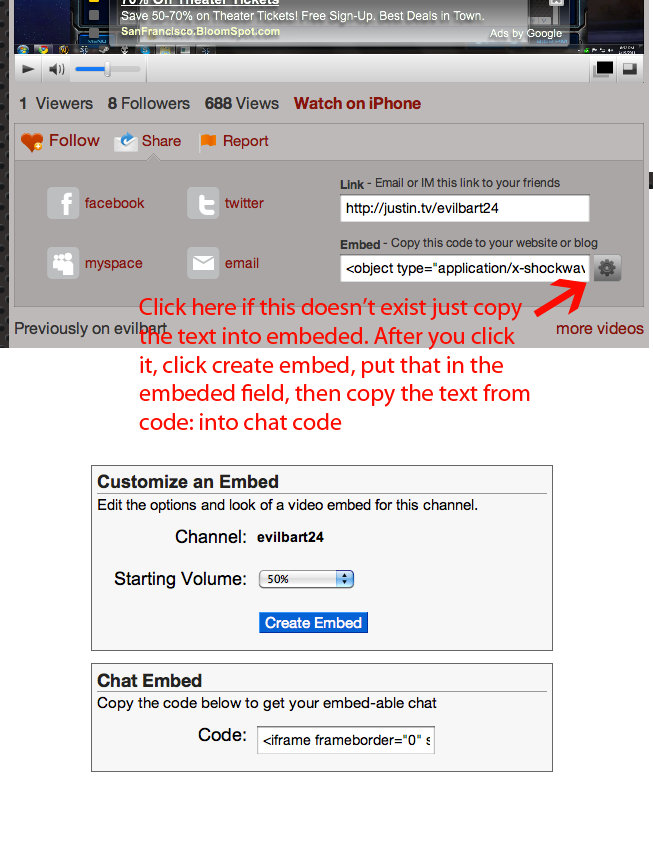 70% Off Theater Tickets
Save 50-70% on Theater Tickets! Free Sign-Up. Best Deals in Town.
SanFrancisco.BloomSpot.com
Ads by Google
1 Viewers 8 Followers 688 Views Watch on iPhone
Follow Share Report
Link - Email or IM this link to your friends
facebook twitter
http://justin.tv/evilbart24
Embed - Copy this code to your website or blog
myspace email
<object type="application/x-shockwav
Click here if this doesn't exist just copy
Previously on evilbart
more videos
the text into embeded. After you click
it, click create embed, put that in the
embeded field, then copy the text from
code: into chat code
Customize an Embed
Edit the options and look of a video embed for this channel.
Channel: evilbart24
Starting Volume: 50%
Create Embed
Chat Embed
Copy the code below to get your embed-able chat
Code: <iframe frameborder="0" s